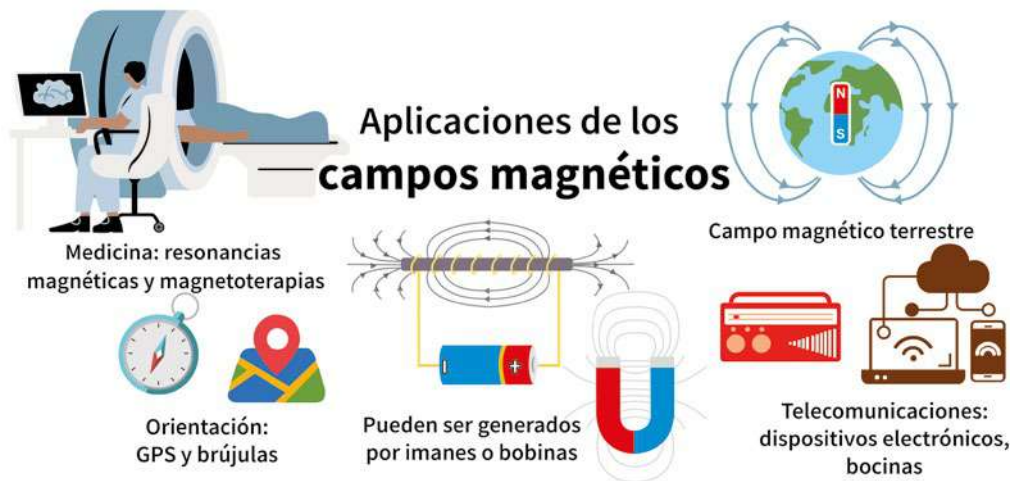 Aplicaciones de los
campos magnéticos
Medicina: resonancias
magnéticas y magnetoterapias
N
S
Campo magnético terrestre
Orientación:
GPS y brújulas
-
+
Pueden ser generados
por imanes o bobinas
Telecomunicaciones:
dispositivos electrónicos,
bocinas